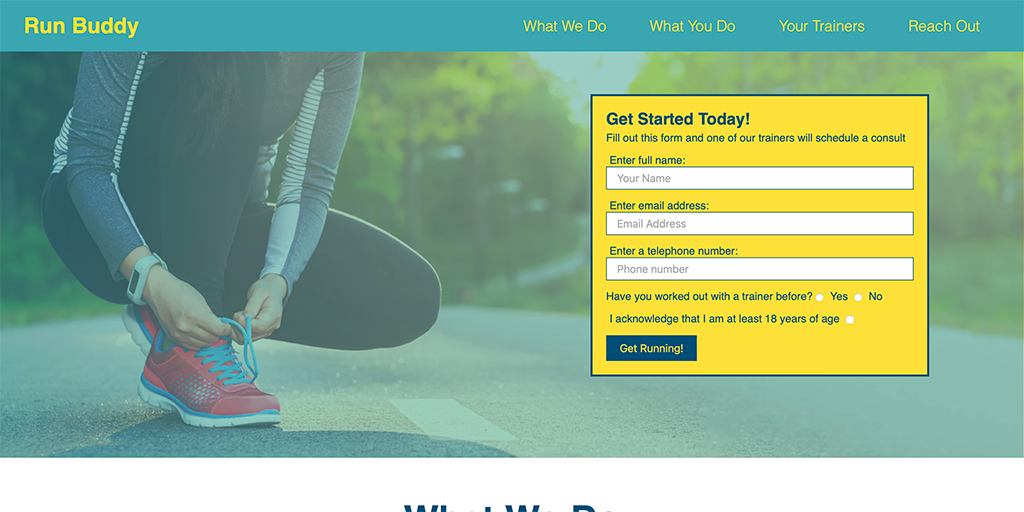 Run Buddy
What We Do
What You Do
Your Trainers
Reach Out
Get Started Today!
Fill out this form and one of our trainers will schedule a consult
Enter full name:
Your Name
Enter email address:
Email Address
Enter a telephone number:
Phone number
Have you worked out with a trainer before? Yes No
I acknowledge that I am at least 18 years of age
Get Running!
What We Do